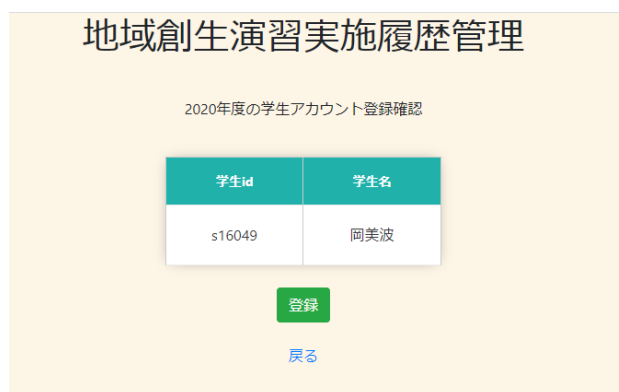 地域創生演習実施履歴管理
2020年度の学生アカウント登録確認
学生id 学生名
s16049 岡美波
登録
戻る